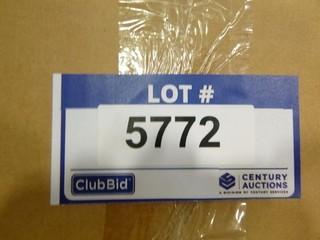 LOT #
5772
ClubBid
CENTURY
AUCTIONS
A DIVISION OF CENTURY SERVICES